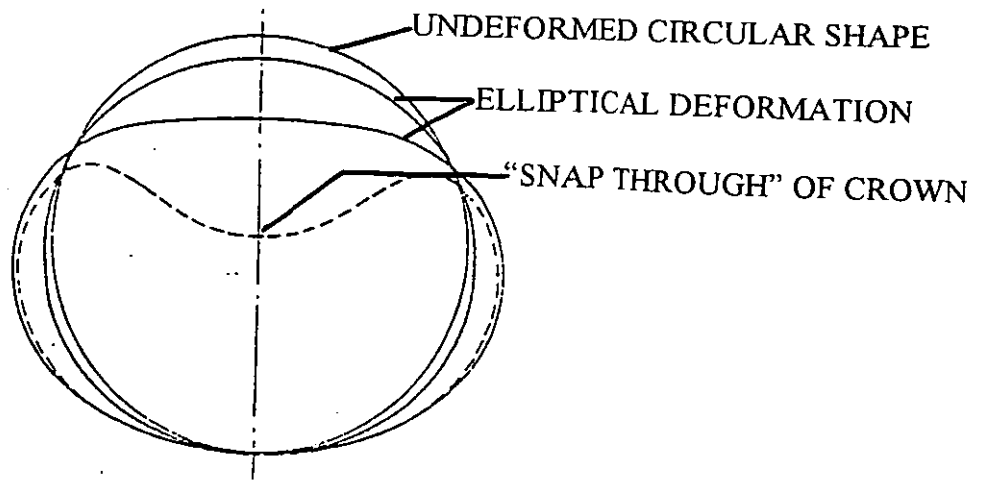 UNDEFORMED CIRCULAR SHAPE
ELLIPTICAL DEFORMATION
“SNAP THROUGH” OF CROWN